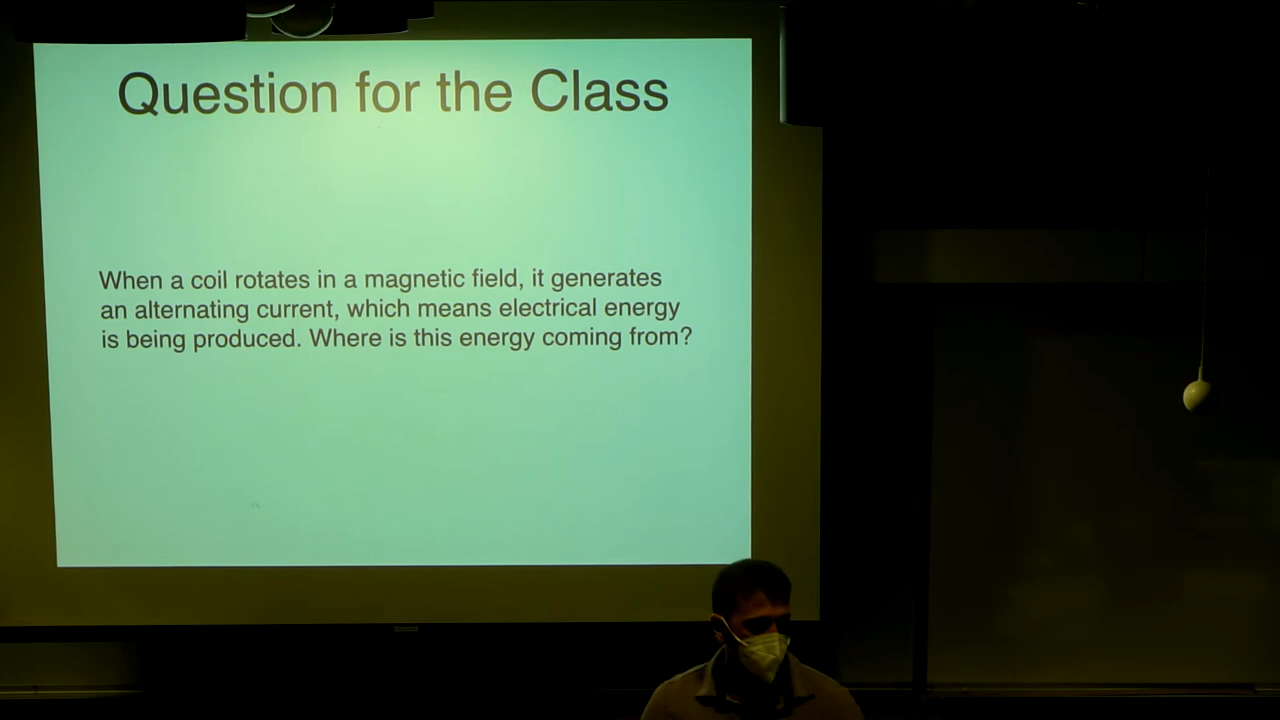 Question for the Class
When a coil rotates in a magnetic field, it generates
an alternating current, which means electrical energy
is being produced. Where is this energy coming from?